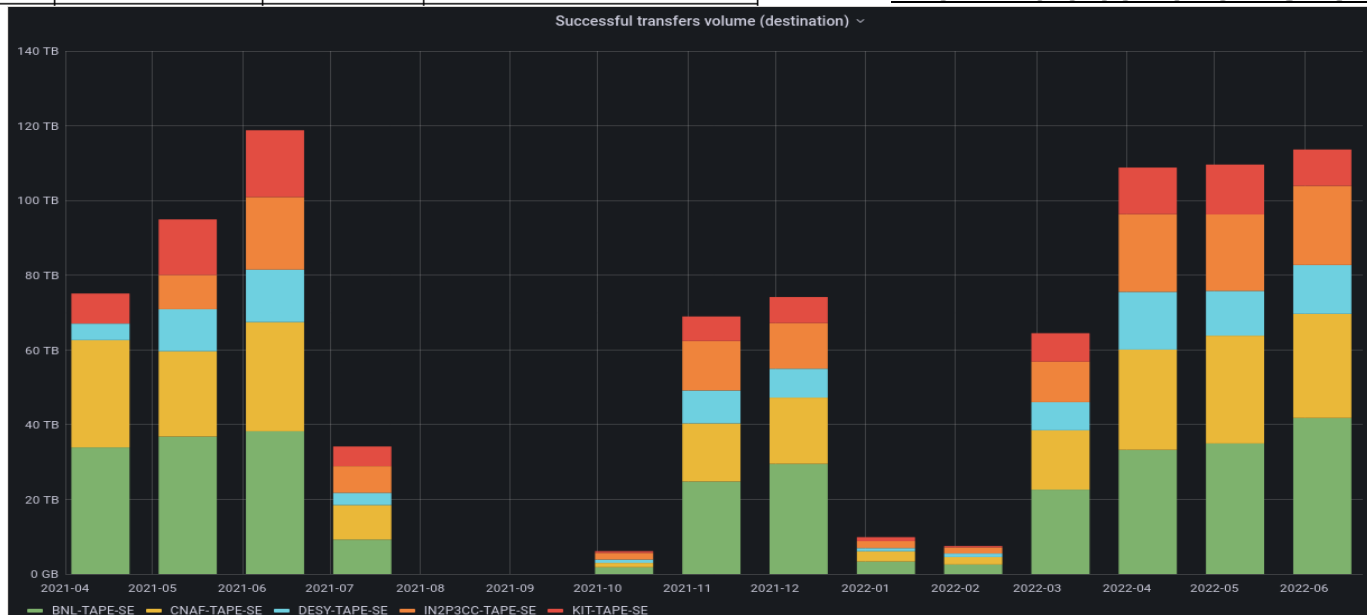 Successful transfers volume (destination)
140 TB
120 TB
100 TB
80 TB
60 TB
40 TB
20 TB
0 GB
2021-04 2021-05 2021-06 2021-07 2021-08 2021-09 2021-10 2021-11 2021-12 2022-01 2022-02 2022-03 2022-04 2022-05 2022-06
BNL-TAPE-SE CNAF-TAPE-SE DESY-TAPE-SE IN2P3CC-TAPE-SE KIT-TAPE-SE